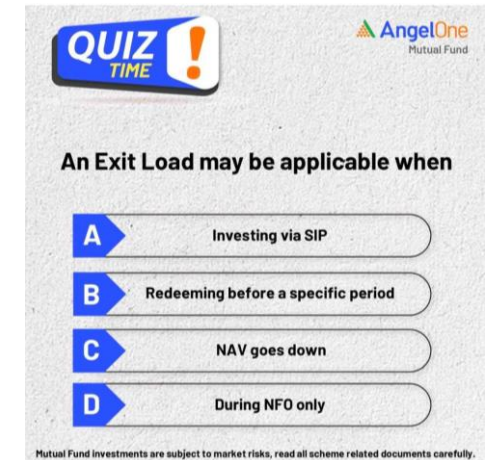 QUIZ
TIME
AngelOne
Mutual Fund
An Exit Load may be applicable when
A Investing via SIP
B Redeeming before a specific period
C NAV goes down
D During NFO only
Mutual Fund investments are subject to market risks, read all scheme related documents carefully.